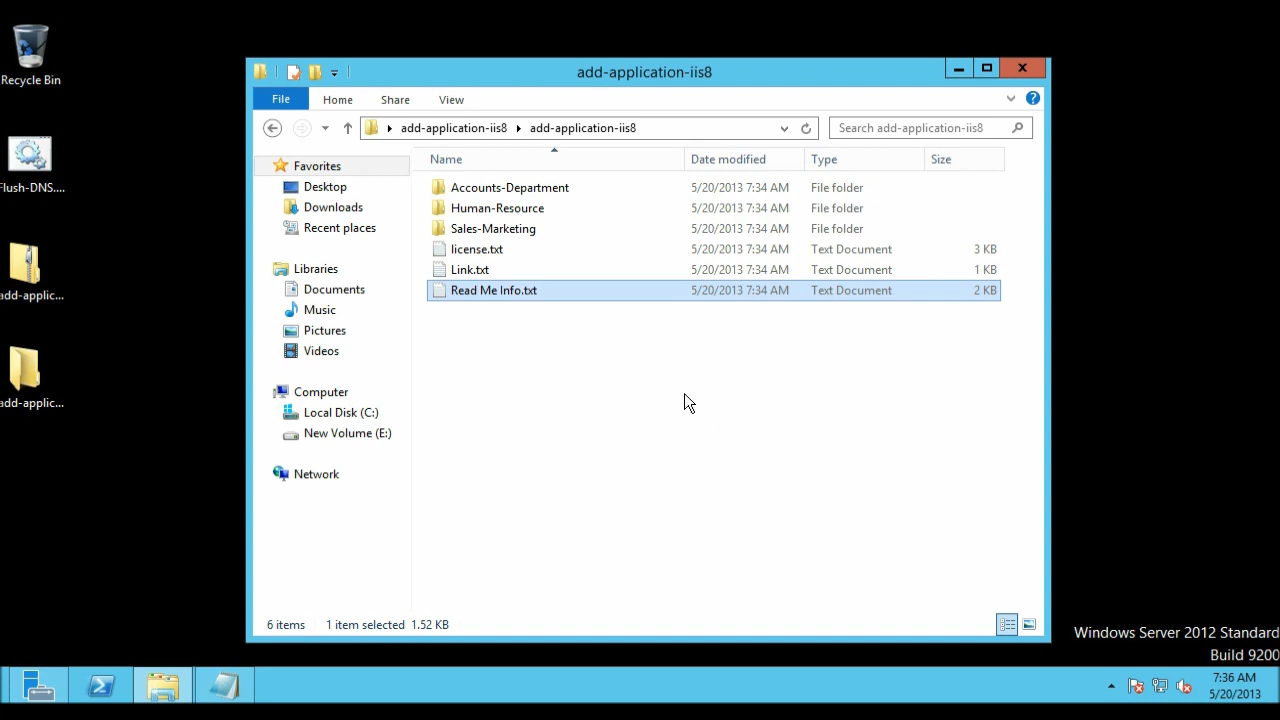 Recycle Bin
Flush-DNS....
add-applic...
add-applic...
add-application-iis8
File Home Share View
add-application-iis8 add-application-iis8 Search add-application-iis8
Name Date modified Type Size
Favorites
Desktop
Downloads
Recent places
Libraries
Documents
Music
Pictures
Videos
Computer
Local Disk (C:)
New Volume (E:)
Network
Accounts-Department 5/20/2013 7:34 AM File folder
Human-Resource 5/20/2013 7:34 AM File folder
Sales-Marketing 5/20/2013 7:34 AM File folder
license.txt 5/20/2013 7:34 AM Text Document 3 KB
Link.txt 5/20/2013 7:34 AM Text Document 1 KB
Read Me Info.txt 5/20/2013 7:34 AM Text Document 2 KB
6 items 1 item selected 1.52 KB
Windows Server 2012 Standard
Build 9200
7:36 AM
5/20/2013